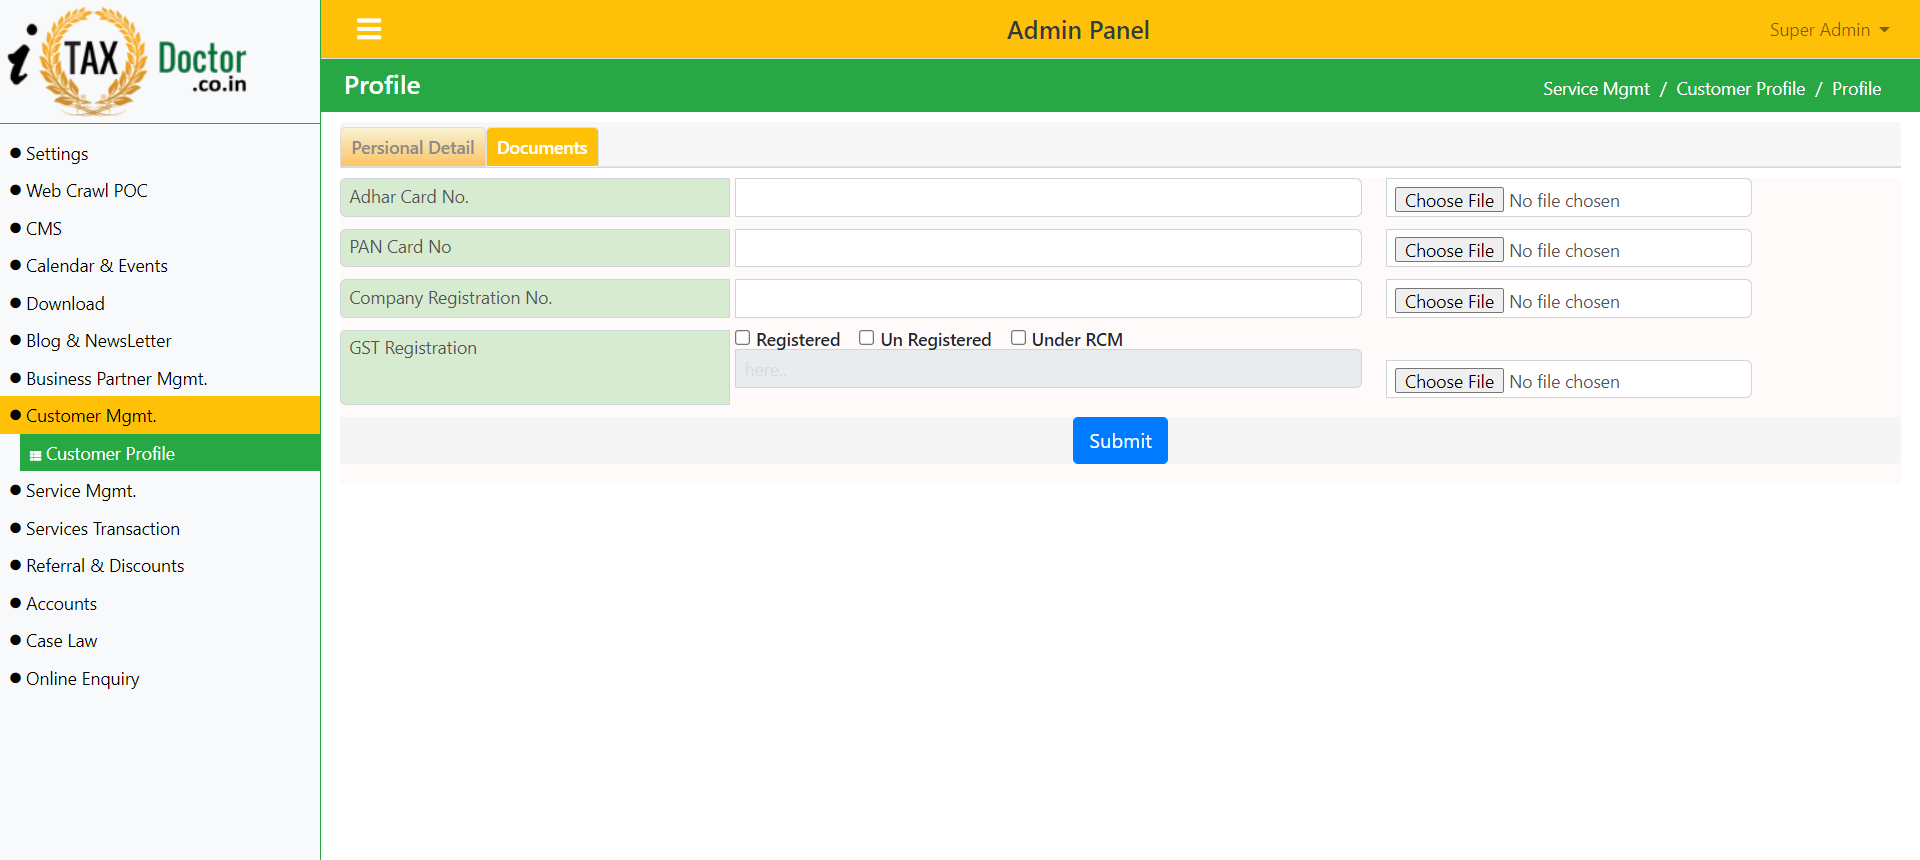 i TAX Doctor
.co.in
Admin Panel
Super Admin
Profile
Service Mgmt / Customer Profile / Profile
Settings
Web Crawl POC
CMS
Calendar & Events
Download
Blog & NewsLetter
Business Partner Mgmt.
Customer Mgmt.
Customer Profile
Service Mgmt.
Services Transaction
Referral & Discounts
Accounts
Case Law
Online Enquiry
Persional Detail
Documents
Adhar Card No.
Choose File No file chosen
PAN Card No
Choose File No file chosen
Company Registration No.
Choose File No file chosen
GST Registration
Registered Un Registered Under RCM
here..
Choose File No file chosen
Submit